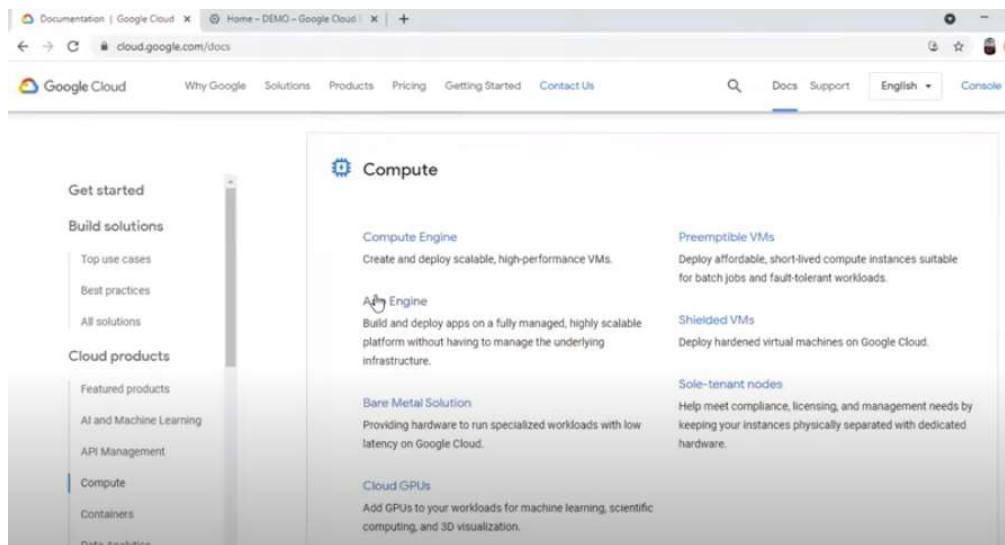 Documentation | Google Cloud
Home – DEMO – Google Cloud
cloud.google.com/docs
Google Cloud
Why Google
Solutions
Products
Pricing
Getting Started
Contact Us
Docs
Support
English
Console
Get started
Build solutions
Top use cases
Best practices
All solutions
Cloud products
Featured products
AI and Machine Learning
API Management
Compute
Containers
Data Analytics
Compute
Compute Engine
Create and deploy scalable, high-performance VMs.
Engine
Build and deploy apps on a fully managed, highly scalable
platform without having to manage the underlying
infrastructure.
Bare Metal Solution
Providing hardware to run specialized workloads with low
latency on Google Cloud.
Cloud GPUs
Add GPUs to your workloads for machine learning, scientific
computing, and 3D visualization.
Preemptible VMs
Deploy affordable, short-lived compute instances suitable
for batch jobs and fault-tolerant workloads.
Shielded VMs
Deploy hardened virtual machines on Google Cloud.
Sole-tenant nodes
Help meet compliance, licensing, and management needs by
keeping your instances physically separated with dedicated
hardware.